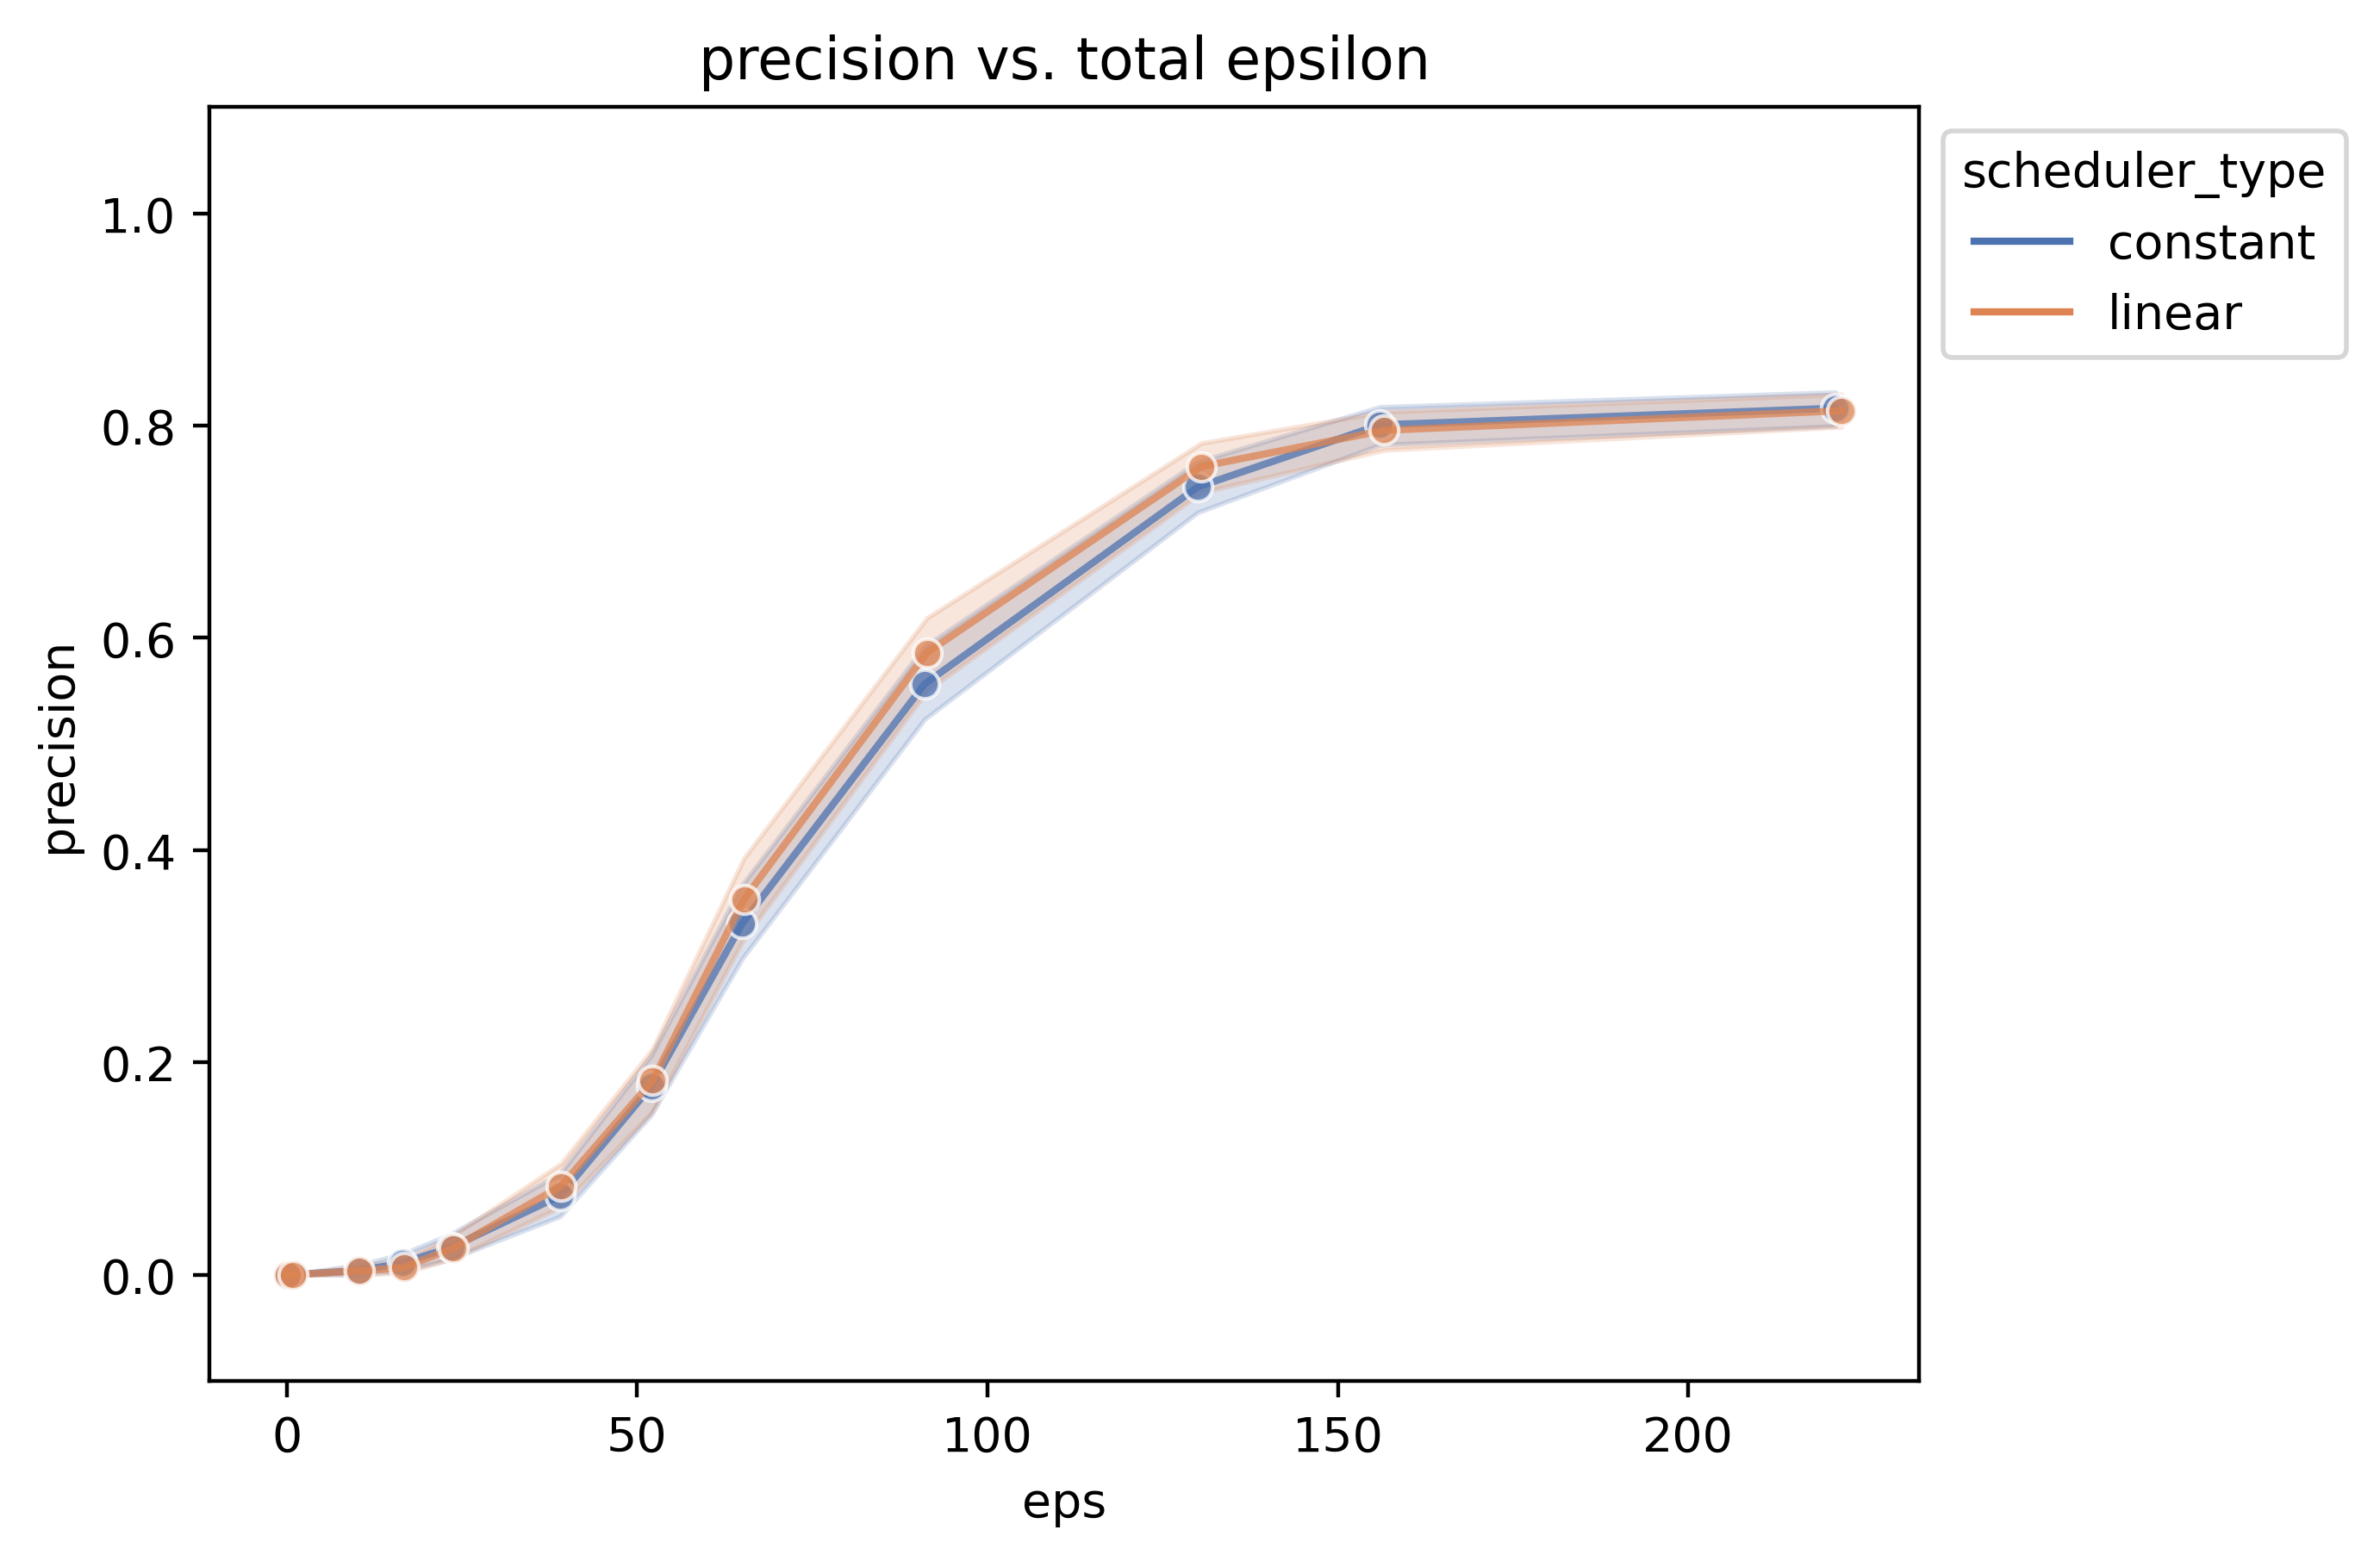 precision vs. total epsilon
scheduler_type
constant
linear
precision
1.0
0.8
0.6
0.4
0.2
0.0
0 50 100 150 200
eps